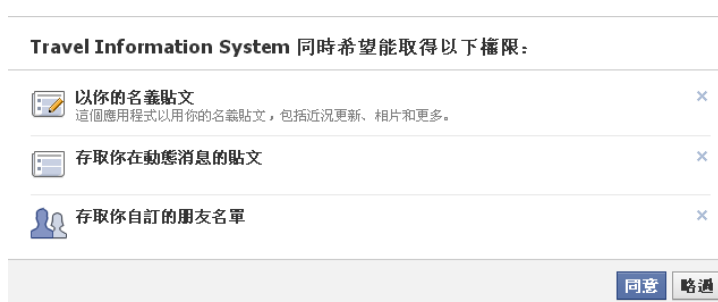 Travel Information System 同時希望能取得以下權限：
以你的名義貼文
這個應用程式以用你的名義貼文，包括近況更新、相片和更多。
存取你在動態消息的貼文
存取你自訂的朋友名單
同意 略過